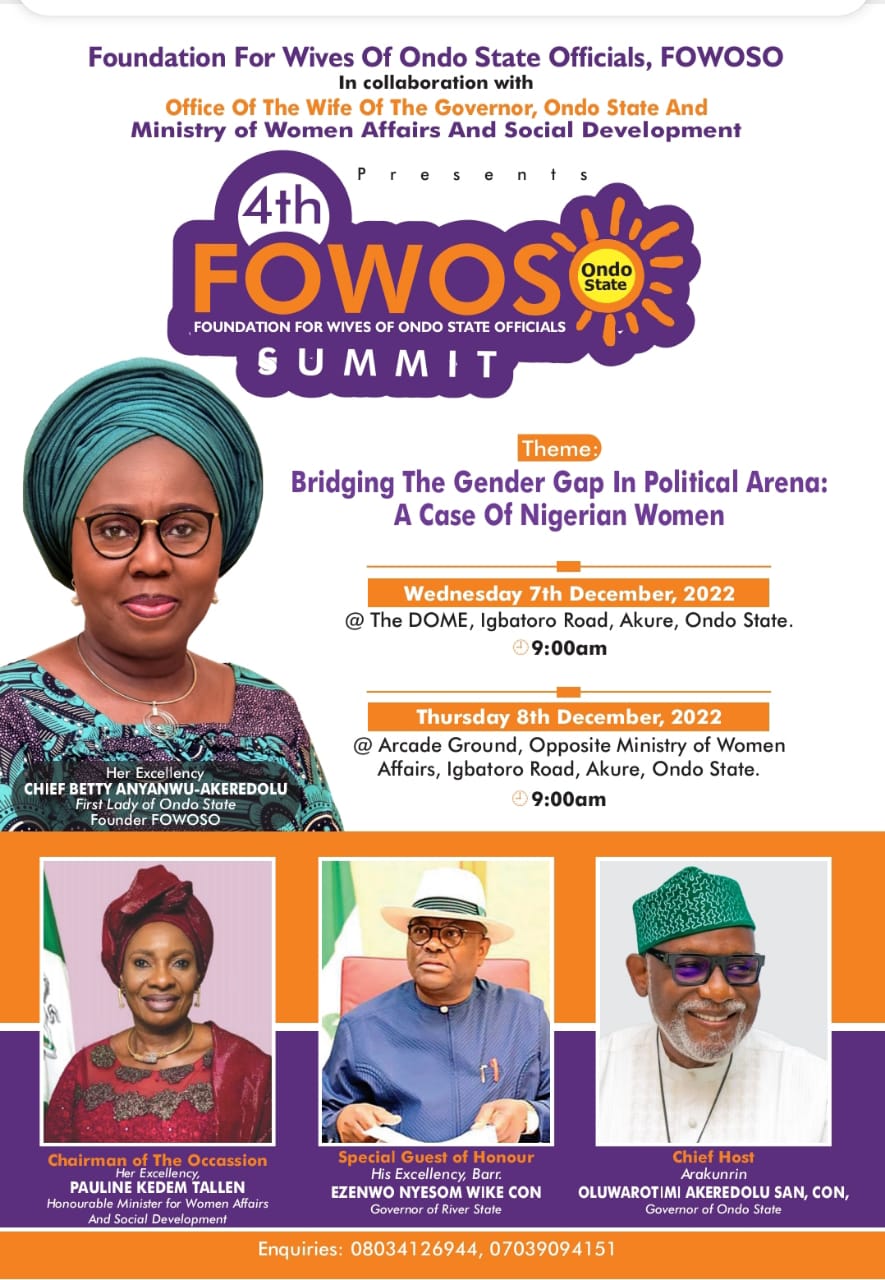 Foundation For Wives Of Ondo State Officials, FOWOSO
In collaboration with
Office Of The Wife Of The Governor, Ondo State And
Ministry of Women Affairs And Social Development
Presents
4th
FOWOSO
Ondo
State
FOUNDATION FOR WIVES OF ONDO STATE OFFICIALS
SUMMIT
Theme:
Bridging The Gender Gap In Political Arena:
A Case Of Nigerian Women
Wednesday 7th December, 2022
@ The DOME, Igbatoro Road, Akure, Ondo State.
9:00am
Thursday 8th December, 2022
@ Arcade Ground, Opposite Ministry of Women
Affairs, Igbatoro Road, Akure, Ondo State.
9:00am
Her Excellency
CHIEF BETTY ANYANWU-AKEREDOLU
First Lady of Ondo State
Founder FOWOSO
Chairman of The Occassion
Her Excellency,
PAULINE KEDEM TALLEN
Honourable Minister for Women Affairs
And Social Development
Special Guest of Honour
His Excellency, Barr.
EZENWO NYESOM WIKE CON
Governor of River State
Chief Host
Arakunrin
OLUWAROTIMI AKEREDOLU SAN, CON,
Governor of Ondo State
Enquiries: 08034126944, 07039094151